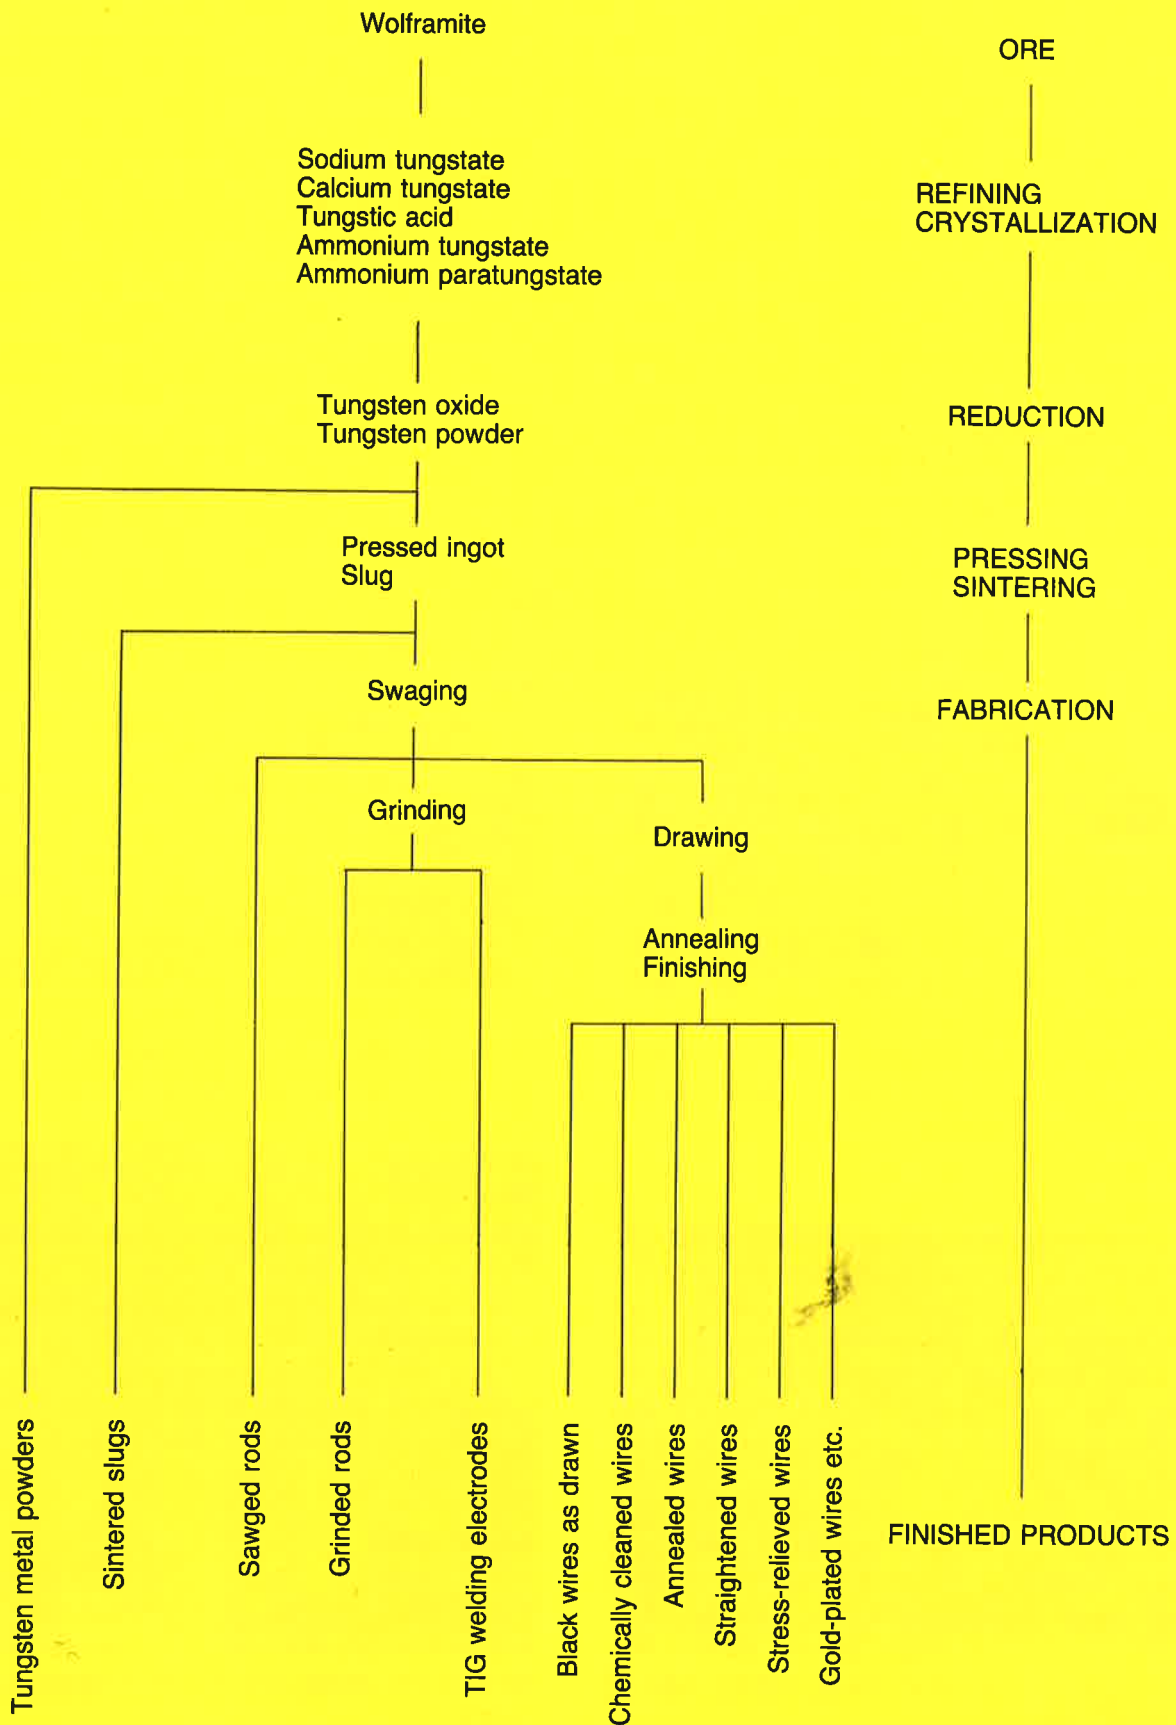 Wolframite
ORE
Sodium tungstate
Calcium tungstate
Tungstic acid
Ammonium tungstate
Ammonium paratungstate
REFINING
CRYSTALLIZATION
Tungsten oxide
Tungsten powder
REDUCTION
Pressed ingot
Slug
PRESSING
SINTERING
Swaging
FABRICATION
Grinding
Drawing
Annealing
Finishing
Tungsten metal powders
Sintered slugs
Sawged rods
Grinded rods
TIG welding electrodes
Black wires as drawn
Chemically cleaned wires
Annealed wires
Straightened wires
Stress-relieved wires
Gold-plated wires etc.
FINISHED PRODUCTS